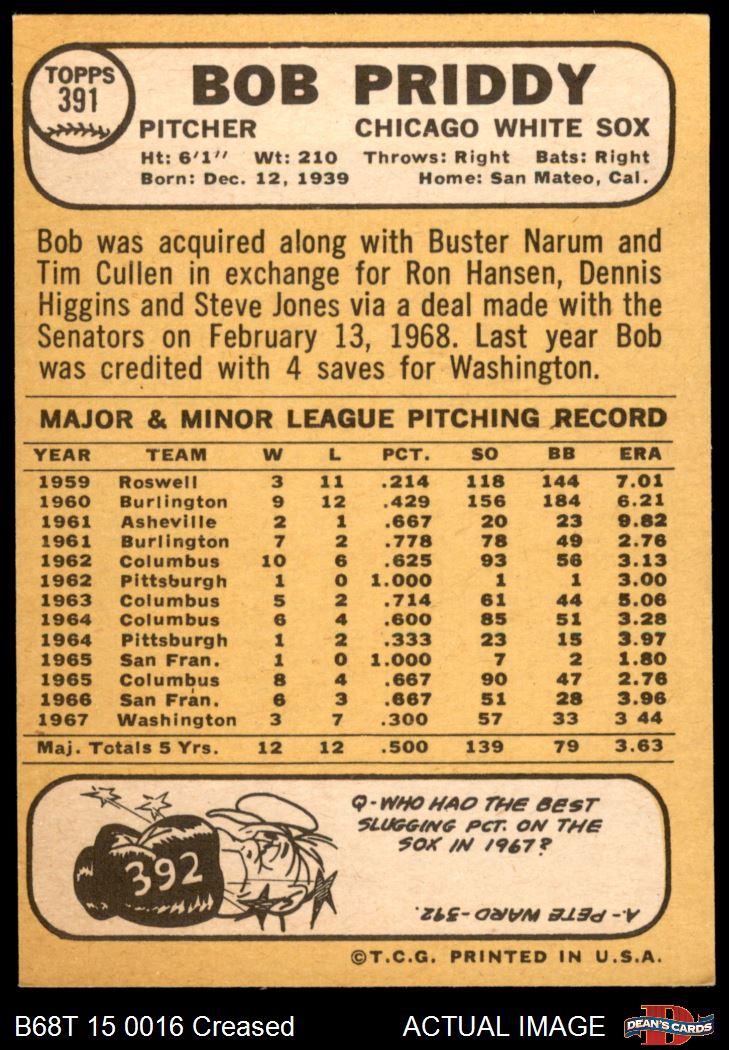 TOPPS
391
BOB PRIDDY
PITCHER CHICAGO WHITE SOX
Ht: 6'1" Wt: 210 Throws: Right Bats: Right
Born: Dec. 12, 1939 Home: San Mateo, Cal.
Bob was acquired along with Buster Narum and
Tim Cullen in exchange for Ron Hansen, Dennis
Higgins and Steve Jones via a deal made with the
Senators on February 13, 1968. Last year Bob
was credited with 4 saves for Washington.
MAJOR & MINOR LEAGUE PITCHING RECORD
YEAR TEAM W L PCT. SO BB ERA
1959 Roswell 3 11 .214 118 144 7.01
1960 Burlington 9 12 .429 156 184 6.21
1961 Asheville 2 1 .667 20 23 9.82
1961 Burlington 7 2 .778 78 49 2.76
1962 Columbus 10 6 .625 93 56 3.13
1962 Pittsburgh 1 0 1.000 1 1 3.00
1963 Columbus 5 2 .714 61 44 5.06
1964 Columbus 6 4 .600 85 51 3.28
1964 Pittsburgh 1 2 .333 23 15 3.97
1965 San Fran. 1 0 1.000 7 2 1.80
1965 Columbus 8 4 .667 90 47 2.76
1966 San Fran. 6 3 .667 51 28 3.96
1967 Washington 3 7 .300 57 33 3 44
Maj. Totals 5 Yrs. 12 12 .500 139 79 3.63
392
Q-WHO HAD THE BEST
SLUGGING PCT. ON THE
SOX IN 1967?
A-PETE WARD-.392.
©T.C.G. PRINTED IN U.S.A.
B68T 15 0016 Creased ACTUAL IMAGE
DEAN'S CARDS